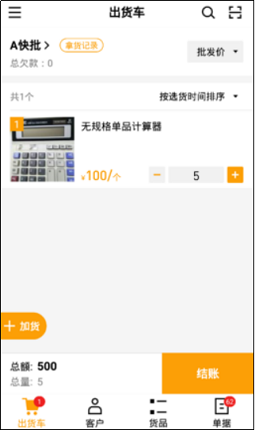 出货车
A快批 拿货记录
总欠款：0
批发价
共1个
按选货时间排序
1
无规格单品计算器
¥100/个
5
加货
总额: 500
总量: 5
结账
1
62
出货车
客户
货品
单据